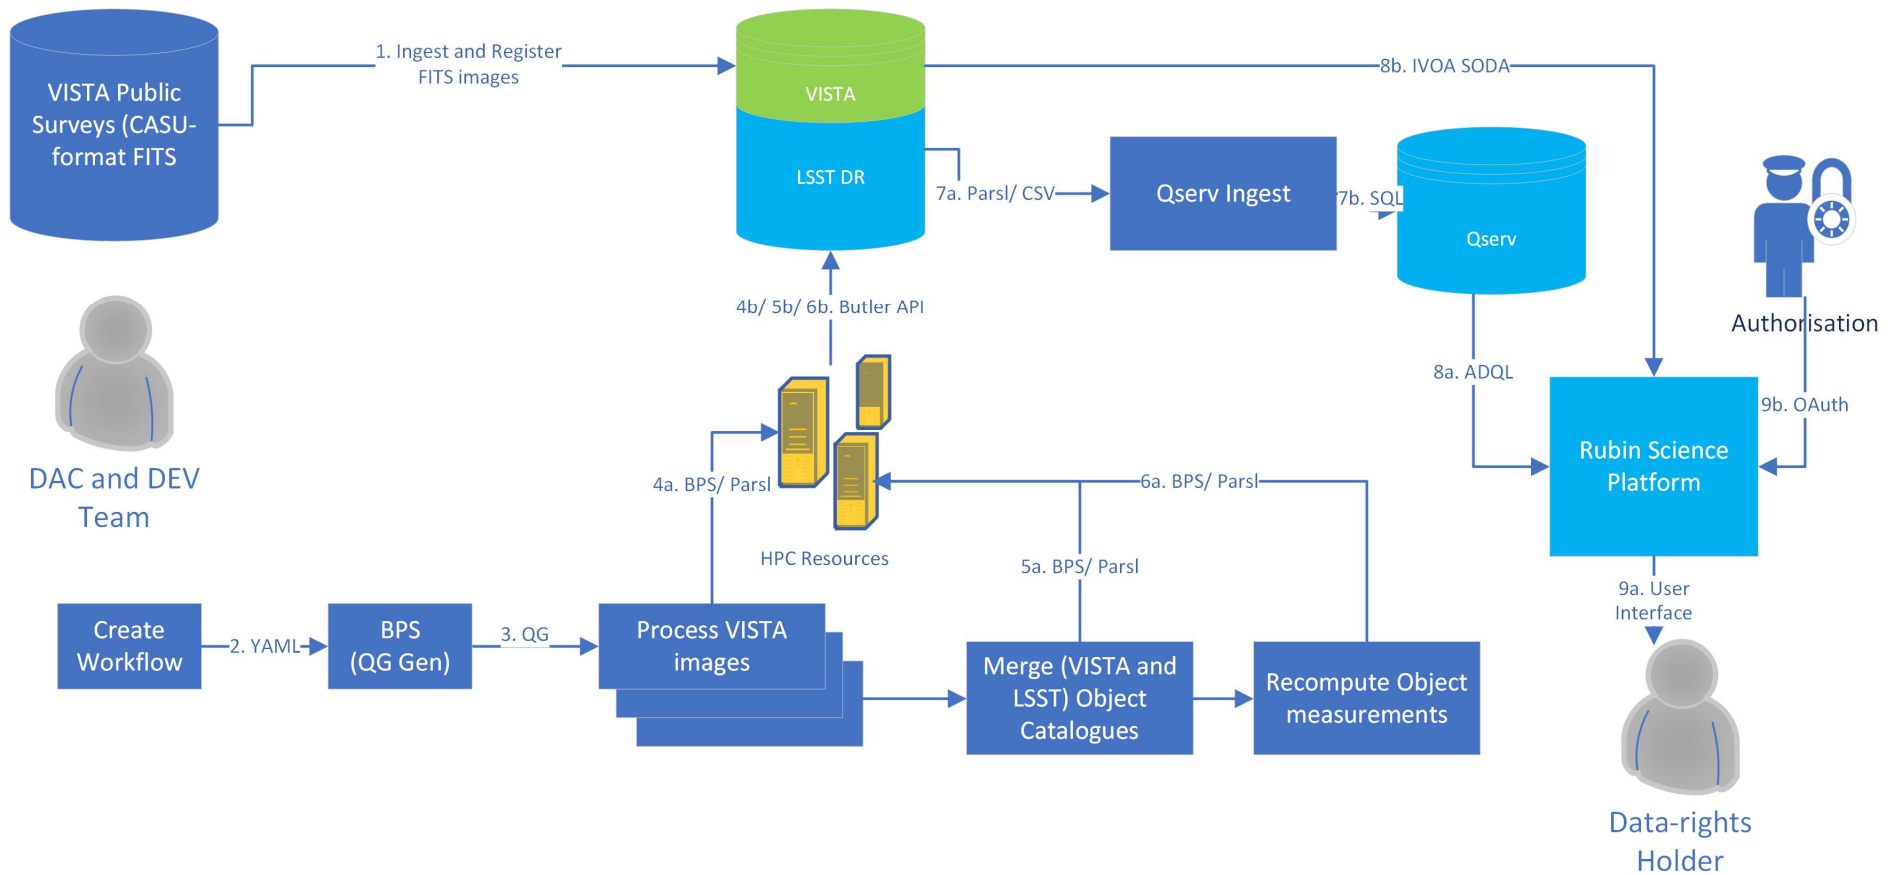 VISTA Public
Surveys (CASU-
format FITS
1. Ingest and Register
FITS images
VISTA
LSST DR
8b. IVOA SODA
7a. Parsl/ CSV
Qserv Ingest
7b. SQL
Qserv
Authorisation
4b/ 5b/ 6b. Butler API
8a. ADQL
9b. OAuth
Rubin Science
Platform
DAC and DEV
Team
4a. BPS/ Parsl
6a. BPS/ Parsl
HPC Resources
5a. BPS/ Parsl
9a. User
Interface
Create
Workflow
2. YAML
BPS
(QG Gen)
3. QG
Process VISTA
images
Merge (VISTA and
LSST) Object
Catalogues
Recompute Object
measurements
Data-rights
Holder